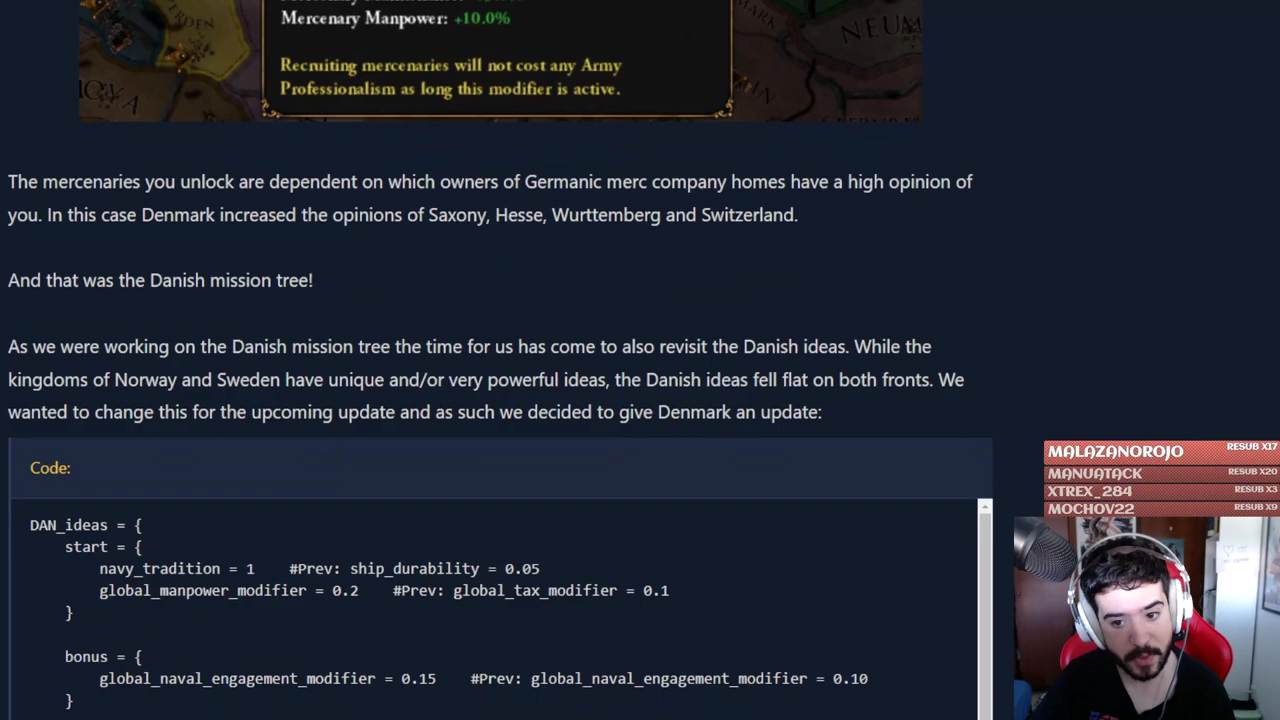 VERDEN
MARK
NEUM
Mercenary Manpower: +10.0%
Recruiting mercenaries will not cost any Army
Professionalism as long this modifier is active.
The mercenaries you unlock are dependent on which owners of Germanic merc company homes have a high opinion of
you. In this case Denmark increased the opinions of Saxony, Hesse, Wurttemberg and Switzerland.
And that was the Danish mission tree!
As we were working on the Danish mission tree the time for us has come to also revisit the Danish ideas. While the
kingdoms of Norway and Sweden have unique and/or very powerful ideas, the Danish ideas fell flat on both fronts. We
wanted to change this for the upcoming update and as such we decided to give Denmark an update:
Code:
DAN_ideas = {
start = {
navy_tradition = 1 #Prev: ship_durability = 0.05
global_manpower_modifier = 0.2 #Prev: global_tax_modifier = 0.1
}
bonus = {
global_naval_engagement_modifier = 0.15 #Prev: global_naval_engagement_modifier = 0.10
}
MALAZANOROJO RESUB X17
MANUATACK RESUB X20
XTREX_284 RESUB X3
MOCHOV22 RESUB X9